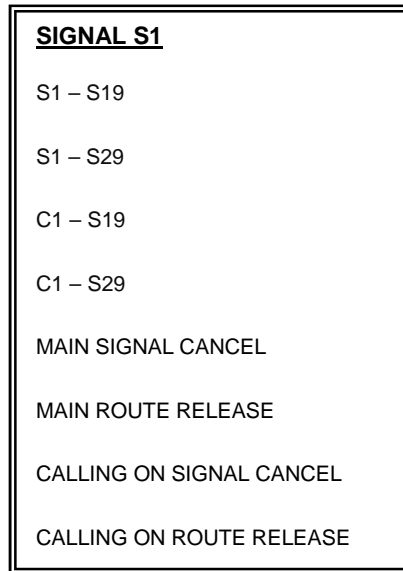 SIGNAL S1
S1 – S19
S1 – S29
C1 – S19
C1 – S29
MAIN SIGNAL CANCEL
MAIN ROUTE RELEASE
CALLING ON SIGNAL CANCEL
CALLING ON ROUTE RELEASE